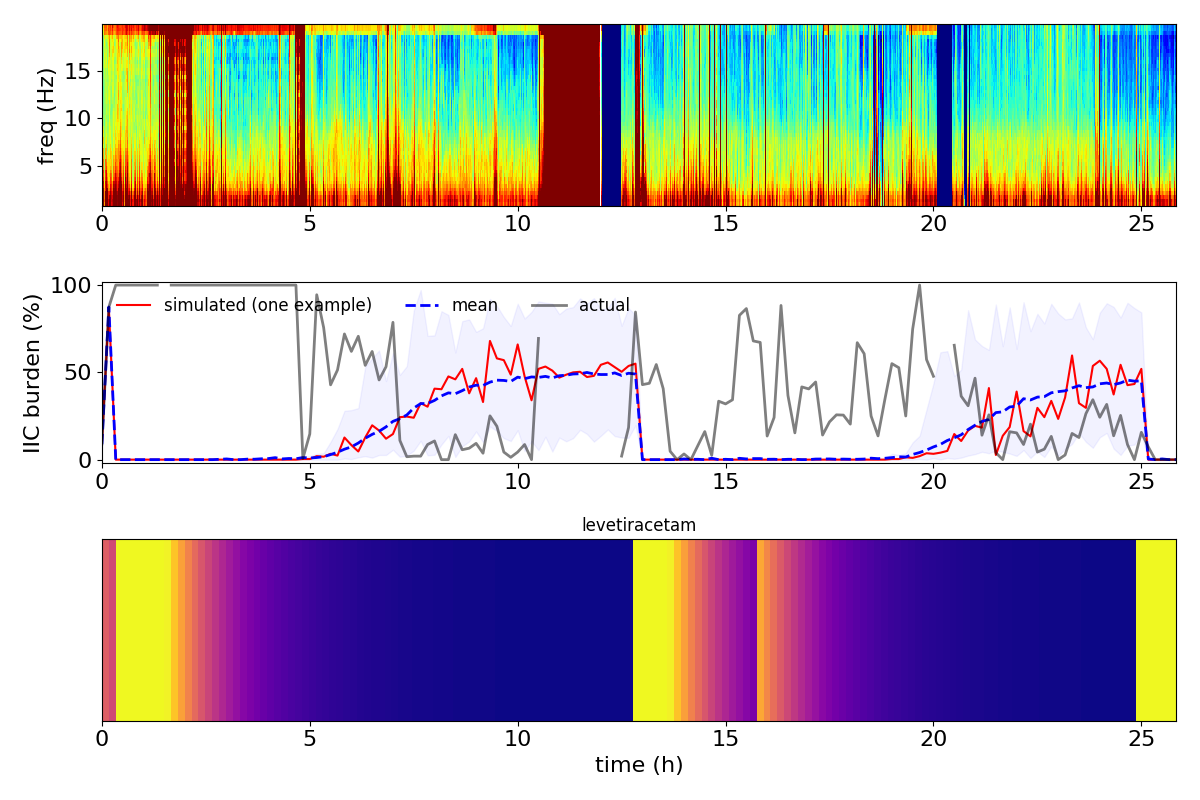 freq (Hz)
15
10
5
0 5 10 15 20 25
IIC burden (%)
100
50
0
simulated (one example) mean actual
0 5 10 15 20 25
levetiracetam
0 5 10 15 20 25
time (h)